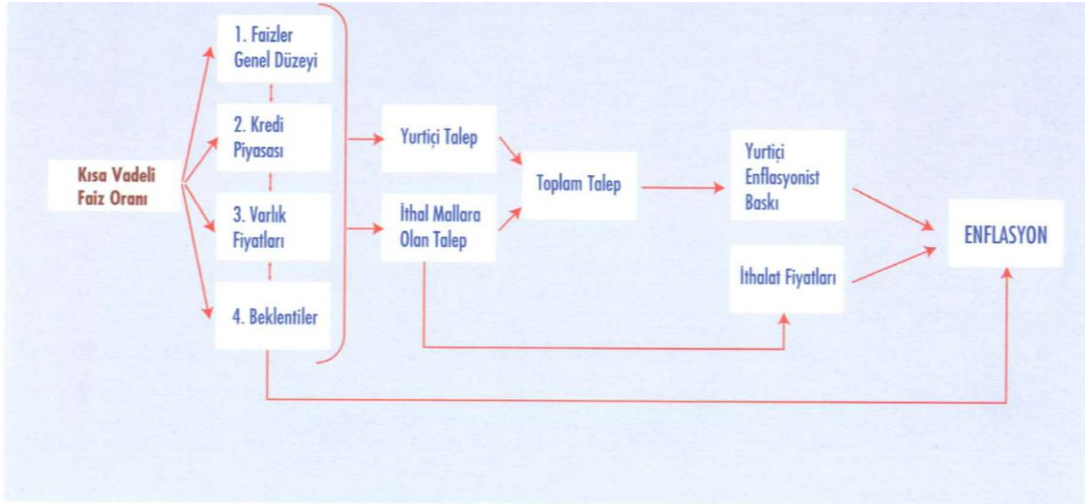 1. Faizler
Genel Düzeyi
2. Kredi
Piyasası
Kısa Vadeli
Faiz Oranı
3. Varlık
Fiyatları
4. Beklentiler
Yurtiçi Talep
İthal Mallara
Olan Talep
Toplam Talep
Yurtiçi
Enflasyonist
Baskı
İthalat Fiyatları
ENFLASYON